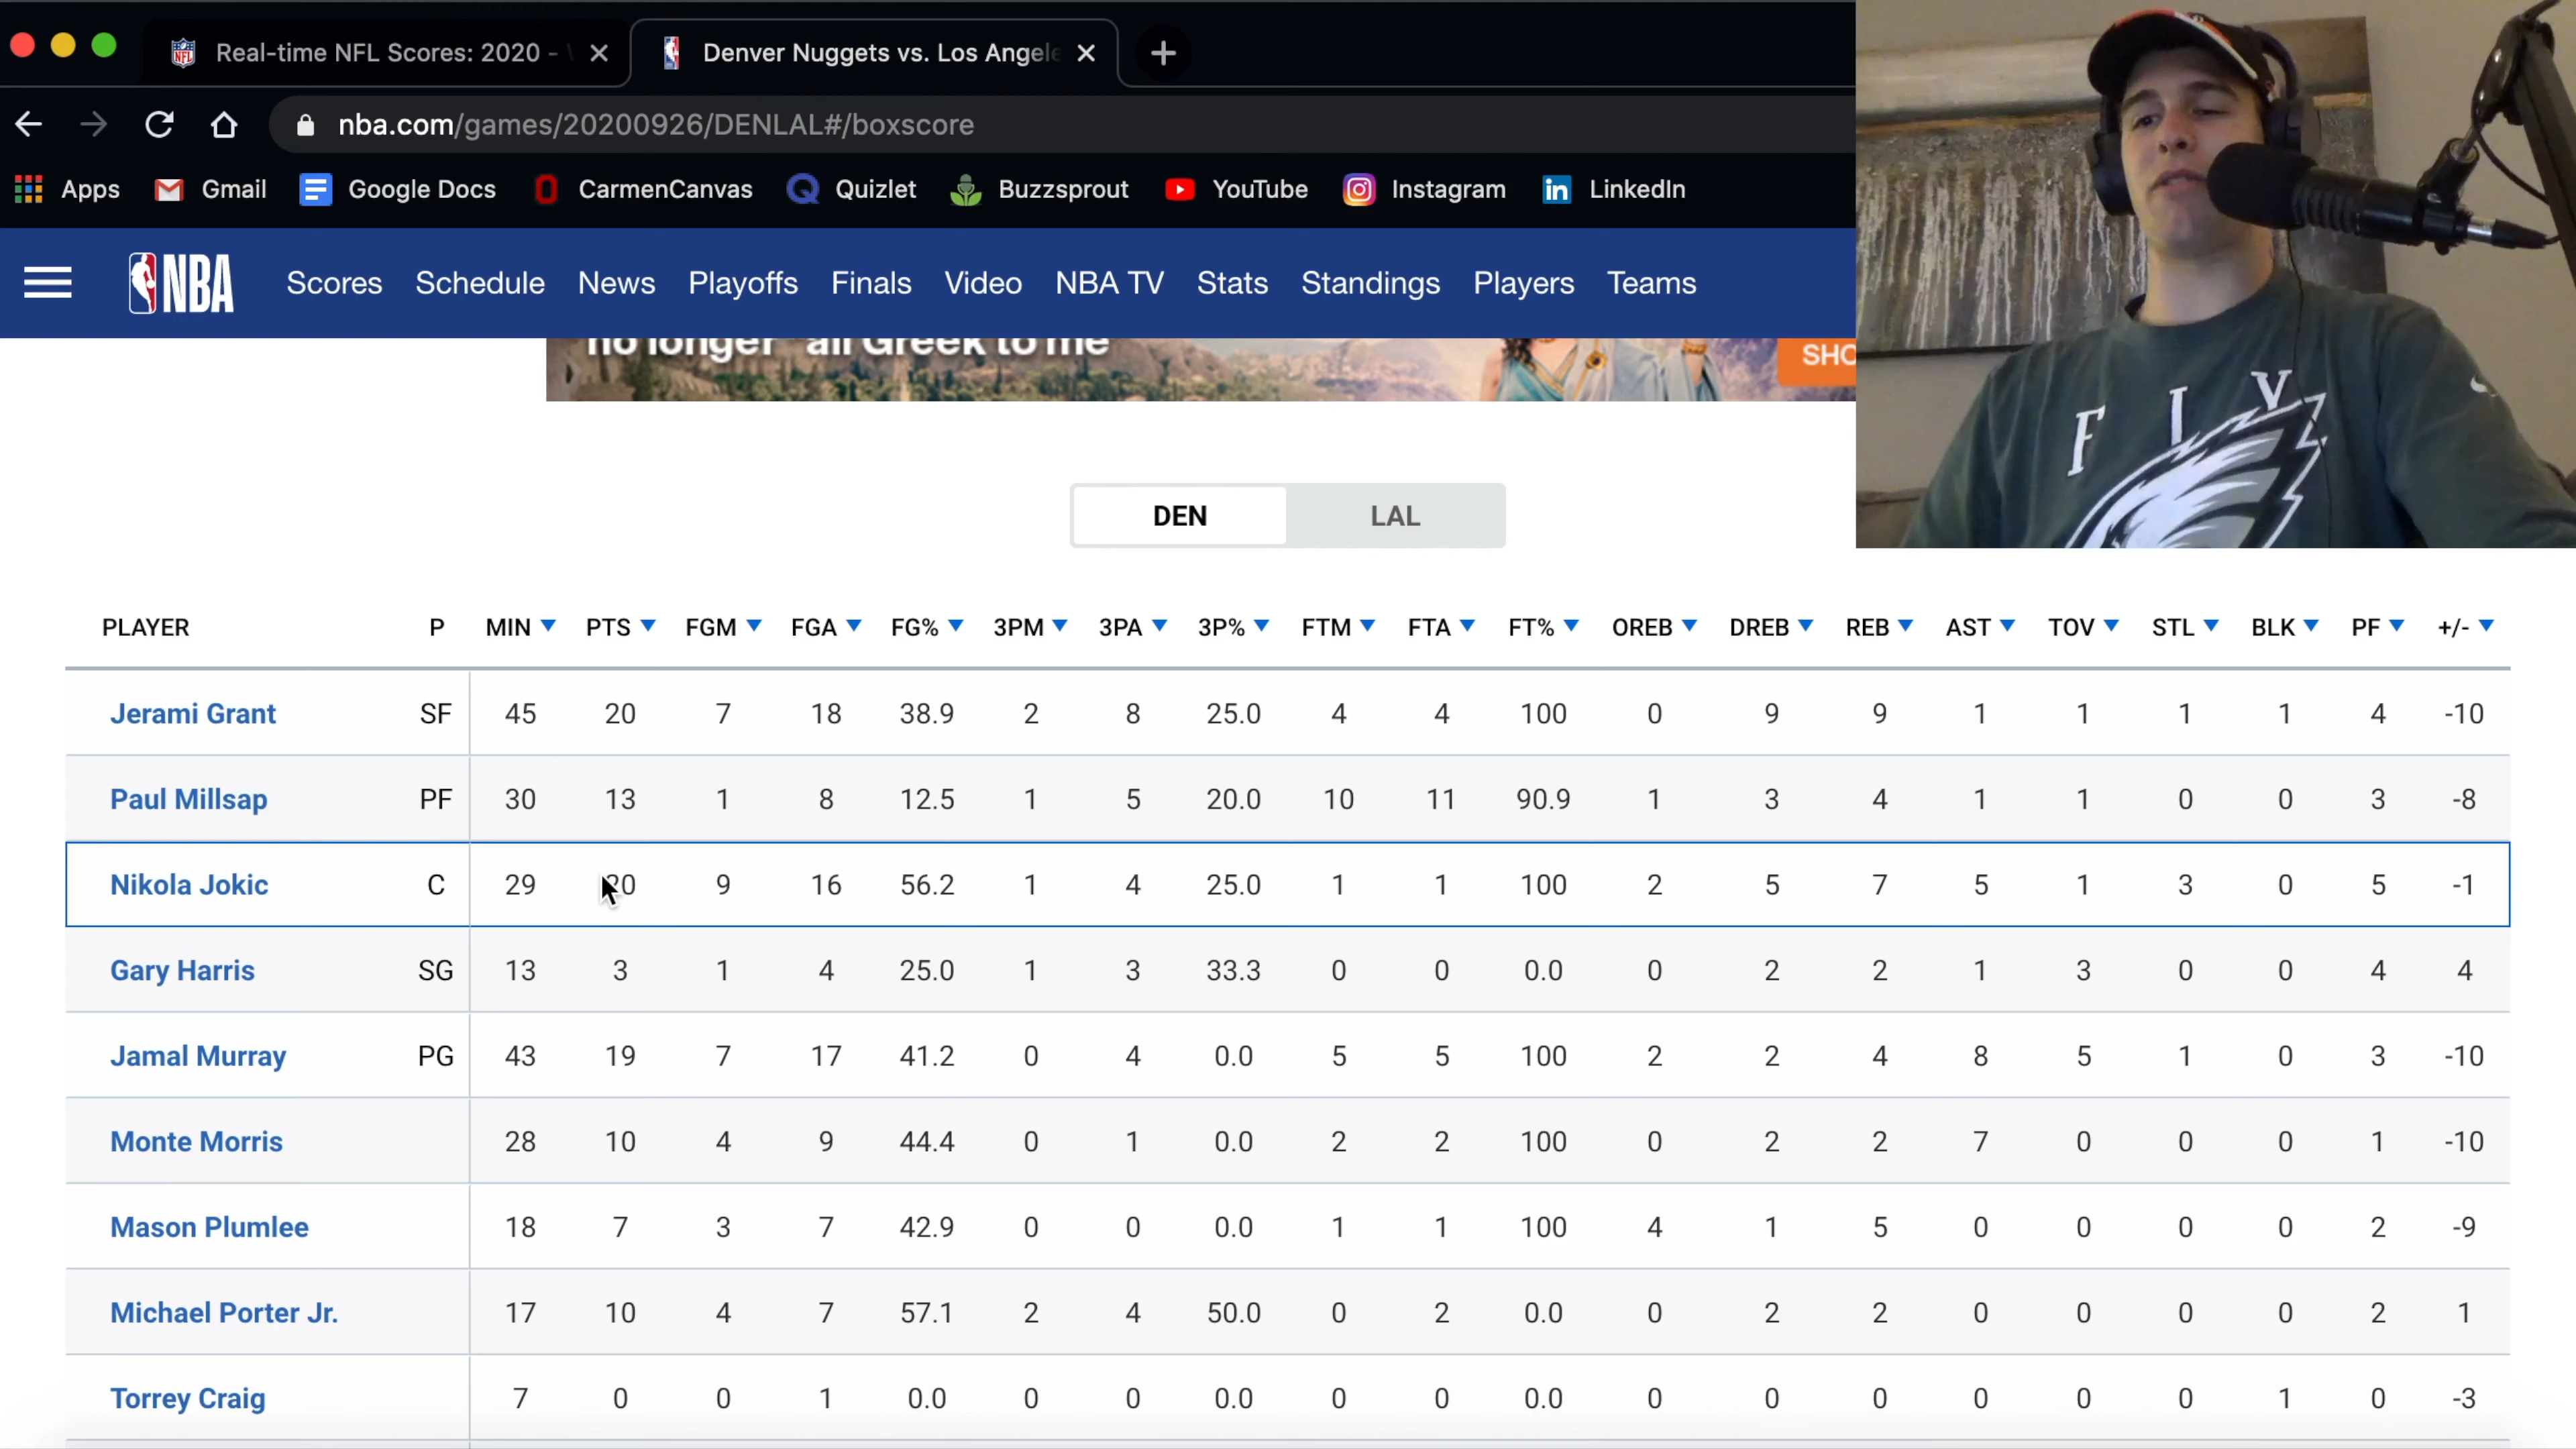 Real-time NFL Scores: 2020 -
Denver Nuggets vs. Los Angele
nba.com/games/20200926/DENLAL#/boxscore
Apps Gmail Google Docs CarmenCanvas Quizlet Buzzsprout YouTube Instagram LinkedIn
NBA Scores Schedule News Playoffs Finals Video NBA TV Stats Standings Players Teams
no longer "all Greek to me
SHO
FLY
DEN LAL
PLAYER P MIN PTS FGM FGA FG% 3PM 3PA 3P% FTM FTA FT% OREB DREB REB AST TOV STL BLK PF +/-
Jerami Grant SF 45 20 7 18 38.9 2 8 25.0 4 4 100 0 9 9 1 1 1 1 4 -10
Paul Millsap PF 30 13 1 8 12.5 1 5 20.0 10 11 90.9 1 3 4 1 1 0 0 3 -8
Nikola Jokic C 29 20 9 16 56.2 1 4 25.0 1 1 100 2 5 7 5 1 3 0 5 -1
Gary Harris SG 13 3 1 4 25.0 1 3 33.3 0 0 0.0 0 2 2 1 3 0 0 4 4
Jamal Murray PG 43 19 7 17 41.2 0 4 0.0 5 5 100 2 2 4 8 5 1 0 3 -10
Monte Morris 28 10 4 9 44.4 0 1 0.0 2 2 100 0 2 2 7 0 0 0 1 -10
Mason Plumlee 18 7 3 7 42.9 0 0 0.0 1 1 100 4 1 5 0 0 0 0 2 -9
Michael Porter Jr. 17 10 4 7 57.1 2 4 50.0 0 2 0.0 0 2 2 0 0 0 0 2 1
Torrey Craig 7 0 0 1 0.0 0 0 0.0 0 0 0.0 0 0 0 0 0 0 1 0 -3